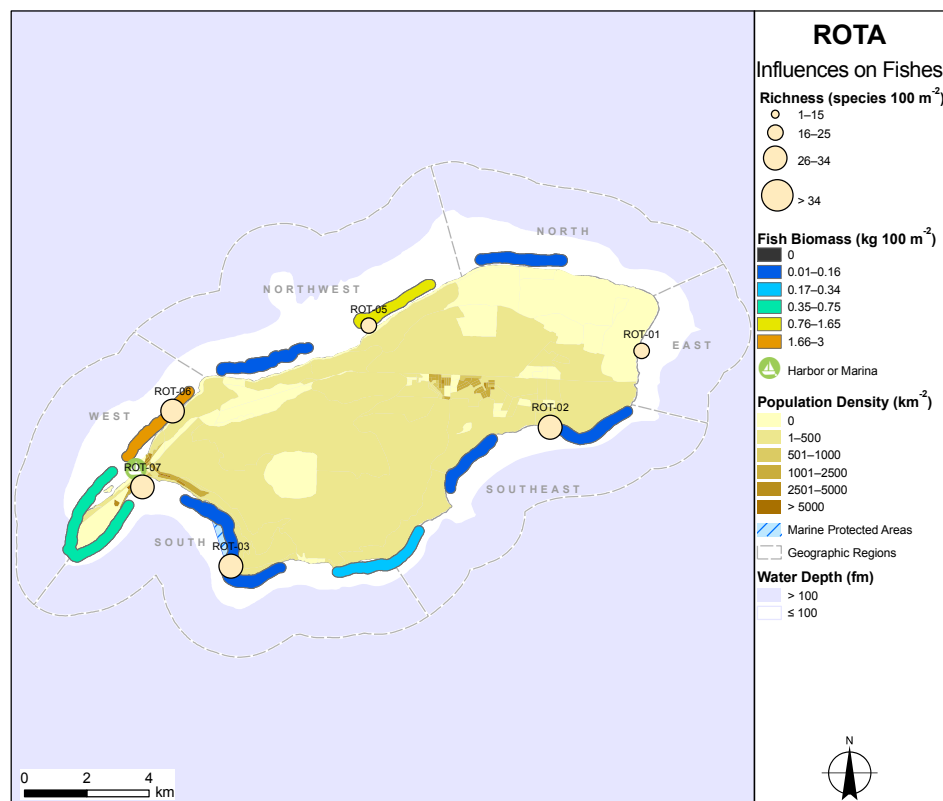 ROTA
Influences on Fishes
Richness (species 100 m⁻²)
1–15
16–25
26–34
> 34
Fish Biomass (kg 100 m⁻²)
0
0.01–0.16
0.17–0.34
0.35–0.75
0.76–1.65
1.66–3
Harbor or Marina
Population Density (km⁻²)
0
1–500
501–1000
1001–2500
2501–5000
> 5000
Marine Protected Areas
Geographic Regions
Water Depth (fm)
> 100
≤ 100
N
NORTH
NORTHWEST
ROT-05
ROT-01
EAST
ROT-06
WEST
ROT-02
ROT-07
SOUTHEAST
SOUTH
ROT-03
0 2 4
km